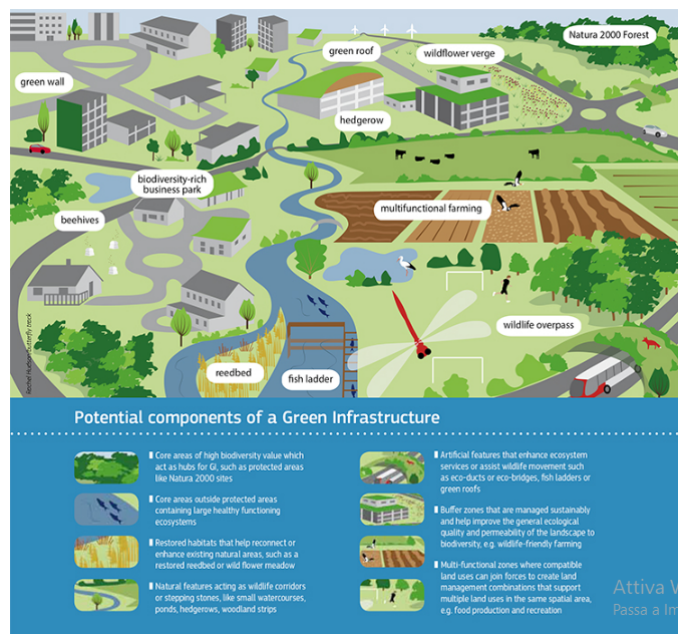 Natura 2000 Forest
green roof
wildflower verge
green wall
hedgerow
biodiversity-rich
business park
multifunctional farming
beehives
wildlife overpass
reedbed
fish ladder
Potential components of a Green Infrastructure
Core areas of high biodiversity value which
act as hubs for GI, such as protected areas
like Natura 2000 sites
Core areas outside protected areas
containing large healthy functioning
ecosystems
Restored habitats that help reconnect or
enhance existing natural areas, such as a
restored reedbed or wild flower meadow
Natural features acting as wildlife corridors
or stepping stones, like small watercourses,
ponds, hedgerows, woodland strips
Artificial features that enhance ecosystem
services or assist wildlife movement such
as eco-ducts or eco-bridges, fish ladders or
green roofs
Buffer zones that are managed sustainably
and help improve the general ecological
quality and permeability of the landscape to
biodiversity, e.g. wildlife-friendly farming
Multi-functional zones where compatible
land uses can join forces to create land
management combinations that support
multiple land uses in the same spatial area,
e.g. food production and recreation
Attiva
Passa a